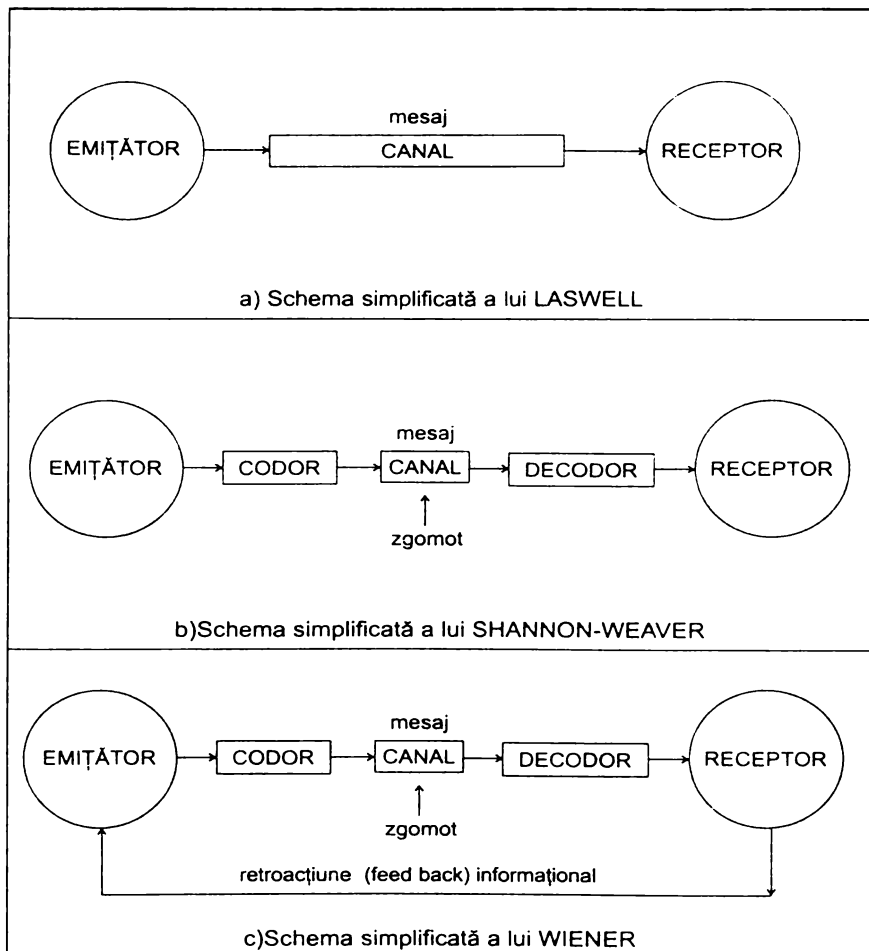 mesaj
EMIȚĂTOR CANAL RECEPTOR
a) Schema simplificată a lui LASWELL
mesaj
EMIȚĂTOR CODOR CANAL DECODOR RECEPTOR
zgomot
b)Schema simplificată a lui SHANNON-WEAVER
mesaj
EMIȚĂTOR CODOR CANAL DECODOR RECEPTOR
zgomot
retroacțiune (feed back) informațional
c)Schema simplificată a lui WIENER